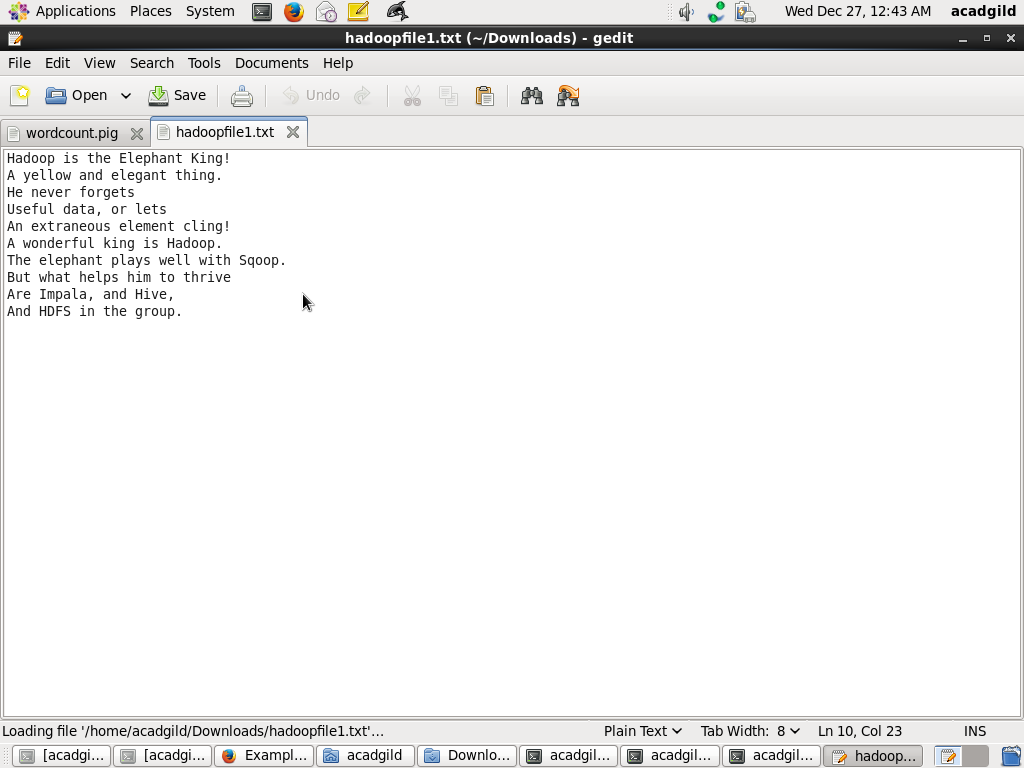 Applications Places System Wed Dec 27, 12:43 AM acadgild
hadoopfile1.txt (~/Downloads) - gedit
File Edit View Search Tools Documents Help
Open Save Undo
wordcount.pig hadoopfile1.txt
Hadoop is the Elephant King!
A yellow and elegant thing.
He never forgets
Useful data, or lets
An extraneous element cling!
A wonderful king is Hadoop.
The elephant plays well with Sqoop.
But what helps him to thrive
Are Impala, and Hive,
And HDFS in the group.
Loading file '/home/acadgild/Downloads/hadoopfile1.txt'... Plain Text Tab Width: 8 Ln 10, Col 23 INS
[acadgi... [acadgi... Exampl... acadgild Downlo... acadgil... acadgil... acadgil... hadoop...